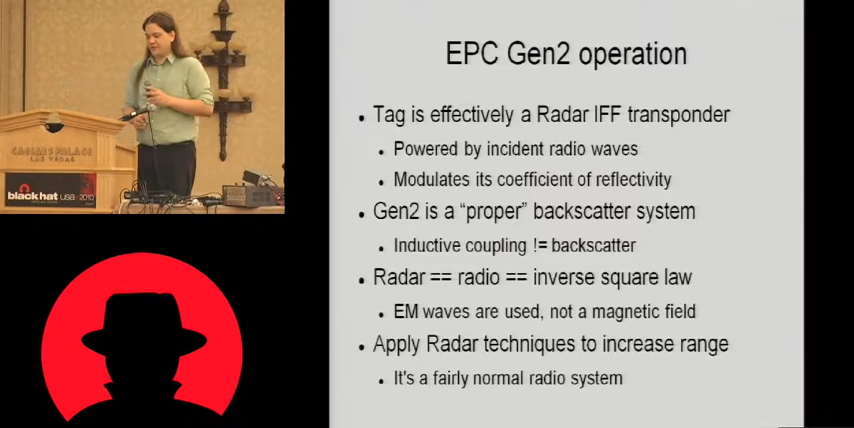 CAESARS PALACE
LAS VEGAS
black hat USA + 2010
EPC Gen2 operation
• Tag is effectively a Radar IFF transponder
• Powered by incident radio waves
• Modulates its coefficient of reflectivity
• Gen2 is a “proper” backscatter system
• Inductive coupling != backscatter
• Radar == radio == inverse square law
• EM waves are used, not a magnetic field
• Apply Radar techniques to increase range
• It's a fairly normal radio system